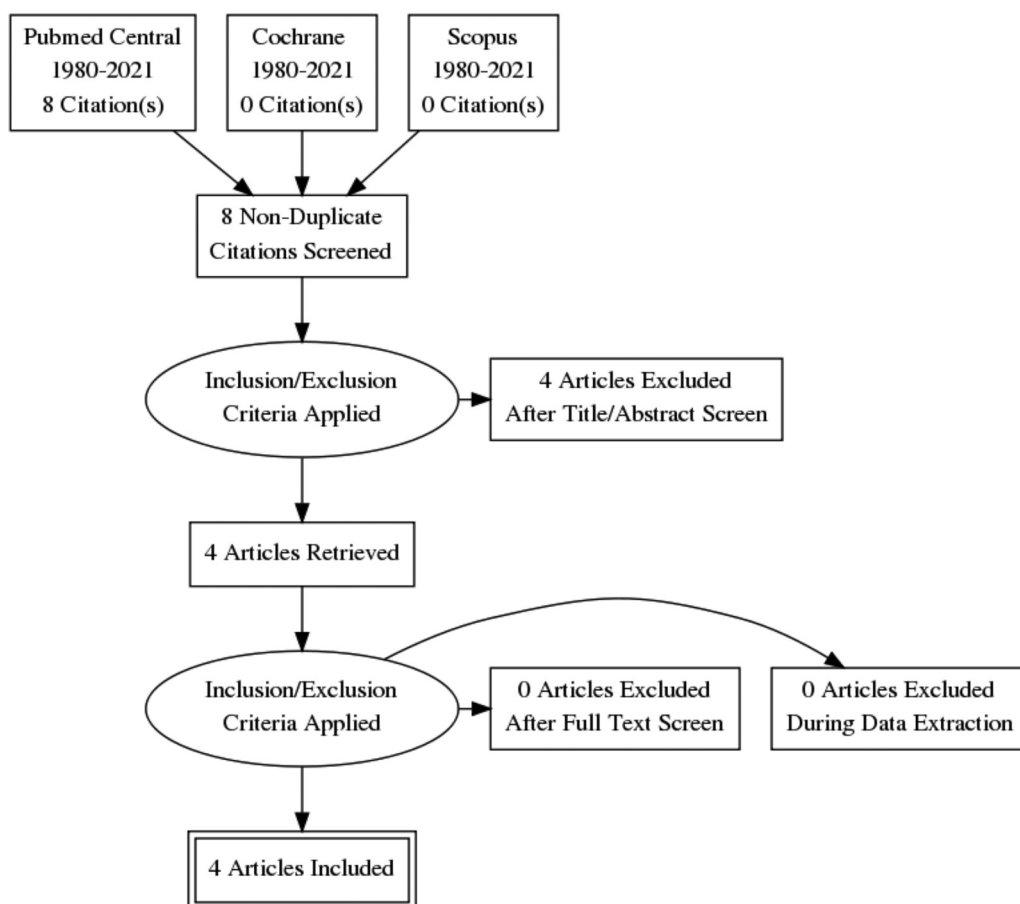 Pubmed Central
1980-2021
8 Citation(s)
Cochrane
1980-2021
0 Citation(s)
Scopus
1980-2021
0 Citation(s)
8 Non-Duplicate
Citations Screened
Inclusion/Exclusion
Criteria Applied
4 Articles Excluded
After Title/Abstract Screen
4 Articles Retrieved
Inclusion/Exclusion
Criteria Applied
0 Articles Excluded
After Full Text Screen
0 Articles Excluded
During Data Extraction
4 Articles Included